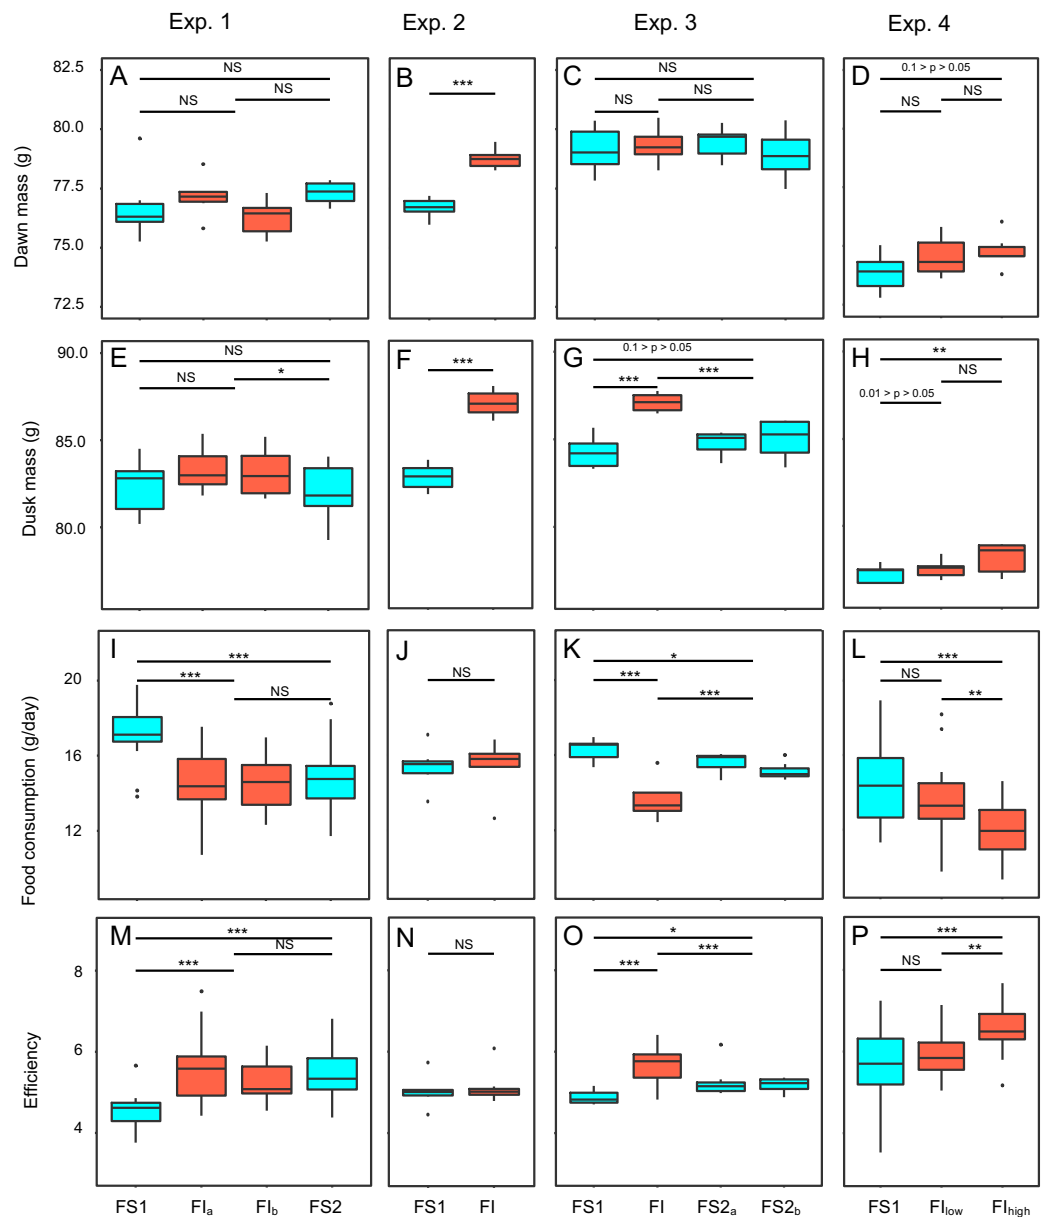 Exp. 1 Exp. 2 Exp. 3 Exp. 4
Dawn mass (g)
82.5
80.0
77.5
75.0
72.5
A
NS
NS
NS
B
***
C
NS
NS
NS
D
0.1 > p > 0.05
NS
NS
Dusk mass (g)
90.0
85.0
80.0
E
NS
NS
*
F
***
G
0.1 > p > 0.05
***
***
H
**
NS
0.01 > p > 0.05
Food consumption (g/day)
20
16
12
I
***
***
NS
J
NS
K
*
***
***
L
***
NS
**
Efficiency
8
6
4
M
***
NS
***
N
NS
O
*
***
***
P
***
**
NS
FS1 FIa FIb FS2 FS1 FI FS1 FI FS2a FS2b FS1 FIlow FIhigh